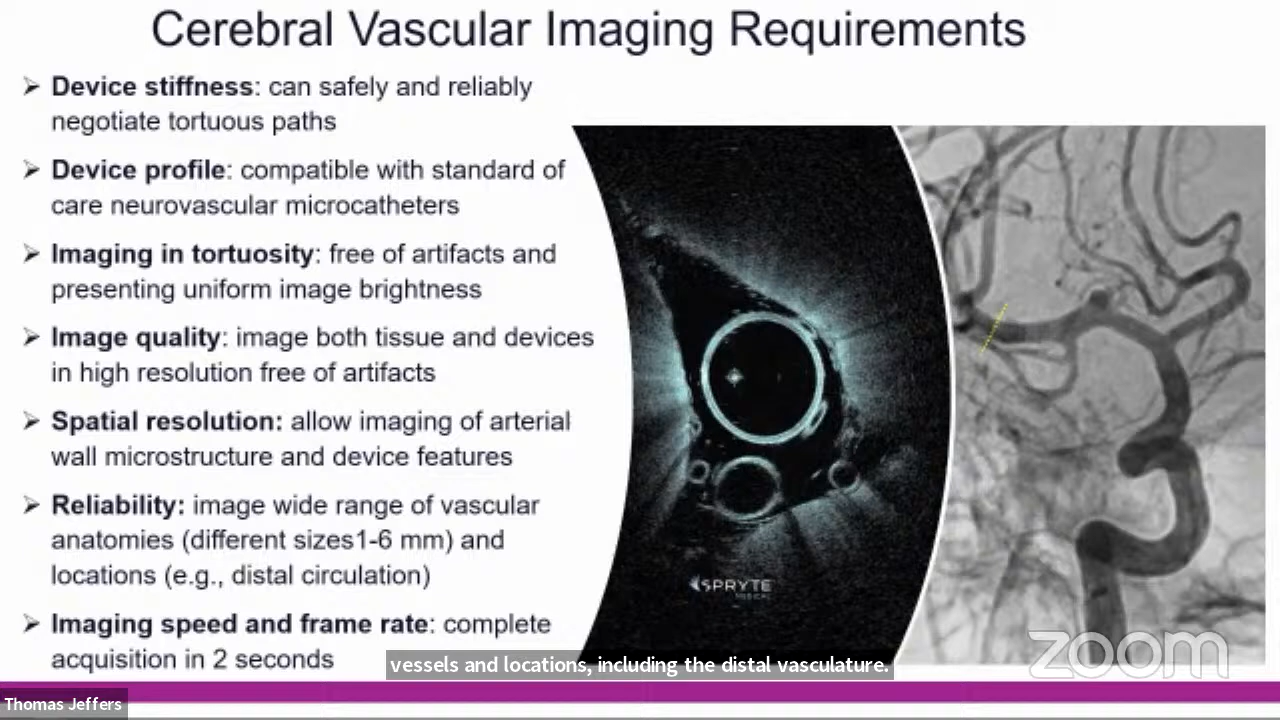 Cerebral Vascular Imaging Requirements
➢ Device stiffness: can safely and reliably
negotiate tortuous paths
➢ Device profile: compatible with standard of
care neurovascular microcatheters
➢ Imaging in tortuosity: free of artifacts and
presenting uniform image brightness
➢ Image quality: image both tissue and devices
in high resolution free of artifacts
➢ Spatial resolution: allow imaging of arterial
wall microstructure and device features
➢ Reliability: image wide range of vascular
anatomies (different sizes1-6 mm) and
locations (e.g., distal circulation)
➢ Imaging speed and frame rate: complete
acquisition in 2 seconds
SPRYTE
MEDICAL
zoom
vessels and locations, including the distal vasculature.
Thomas Jeffers